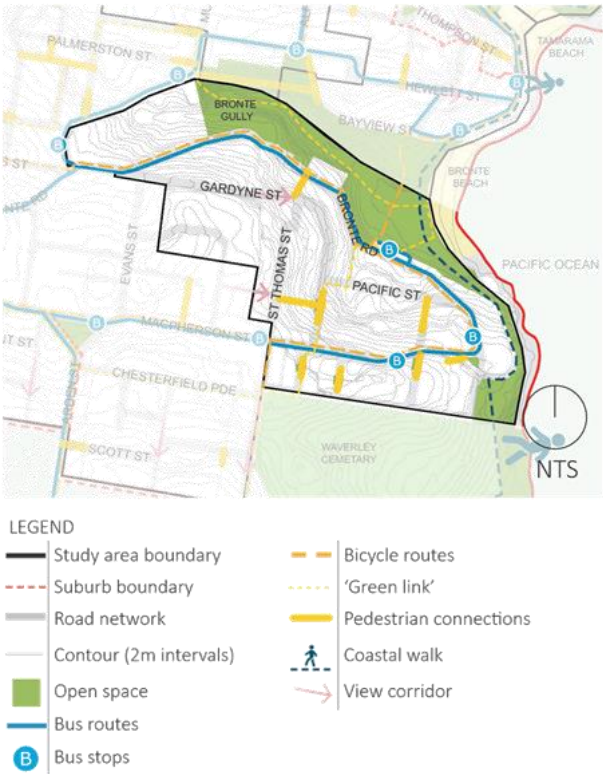 THOMPSON ST
PALMERSTON ST
TAMARAMA
BEACH
B
B
B
HEWLETT ST
BRONTE
GULLY
BAYVIEW ST
B
B
BRONTE
BEACH
GARDYNE ST
BRONTE RD
B
EVANS ST
ST THOMAS ST
PACIFIC OCEAN
PACIFIC ST
B
MACPHERSON ST
B
B
B
CHESTERFIELD PDE
SCOTT ST
WAVERLEY
CEMETARY
NTS
LEGEND
Study area boundary
Suburb boundary
Road network
Contour (2m intervals)
Open space
Bus routes
B Bus stops
Bicycle routes
'Green link'
Pedestrian connections
Coastal walk
View corridor